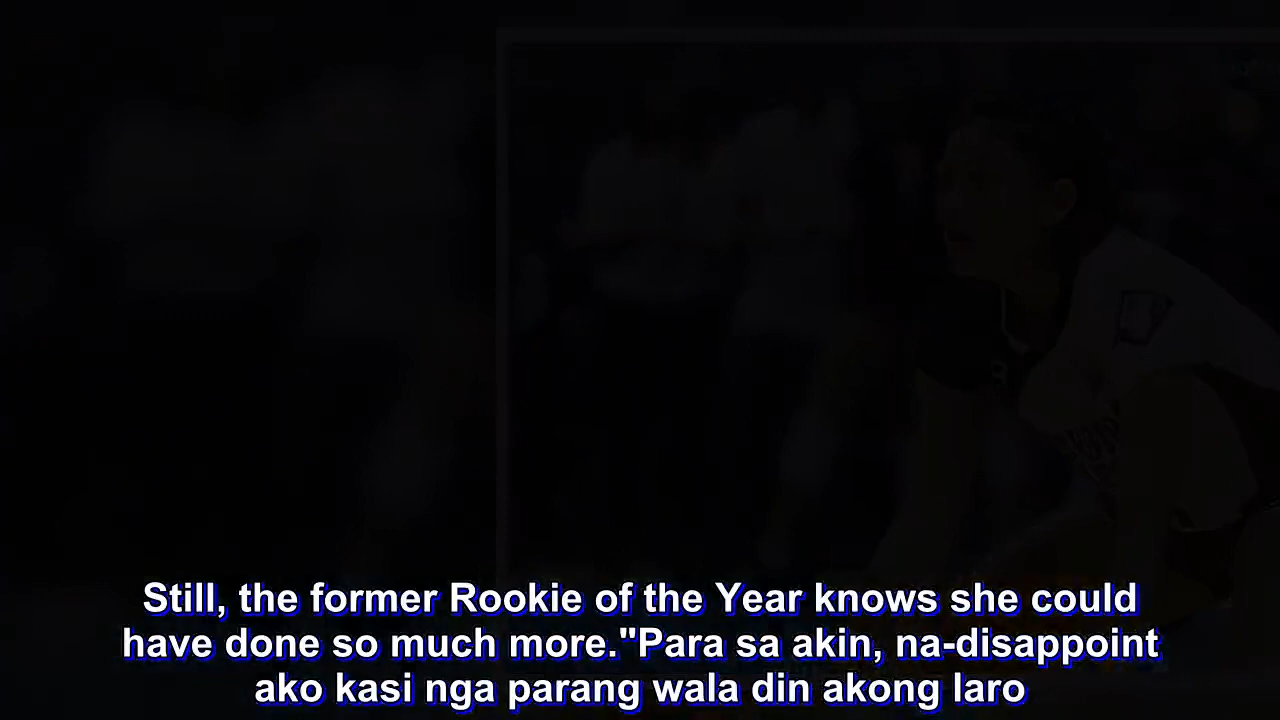 Still, the former Rookie of the Year knows she could
have done so much more."Para sa akin, na-disappoint
ako kasi nga parang wala din akong laro